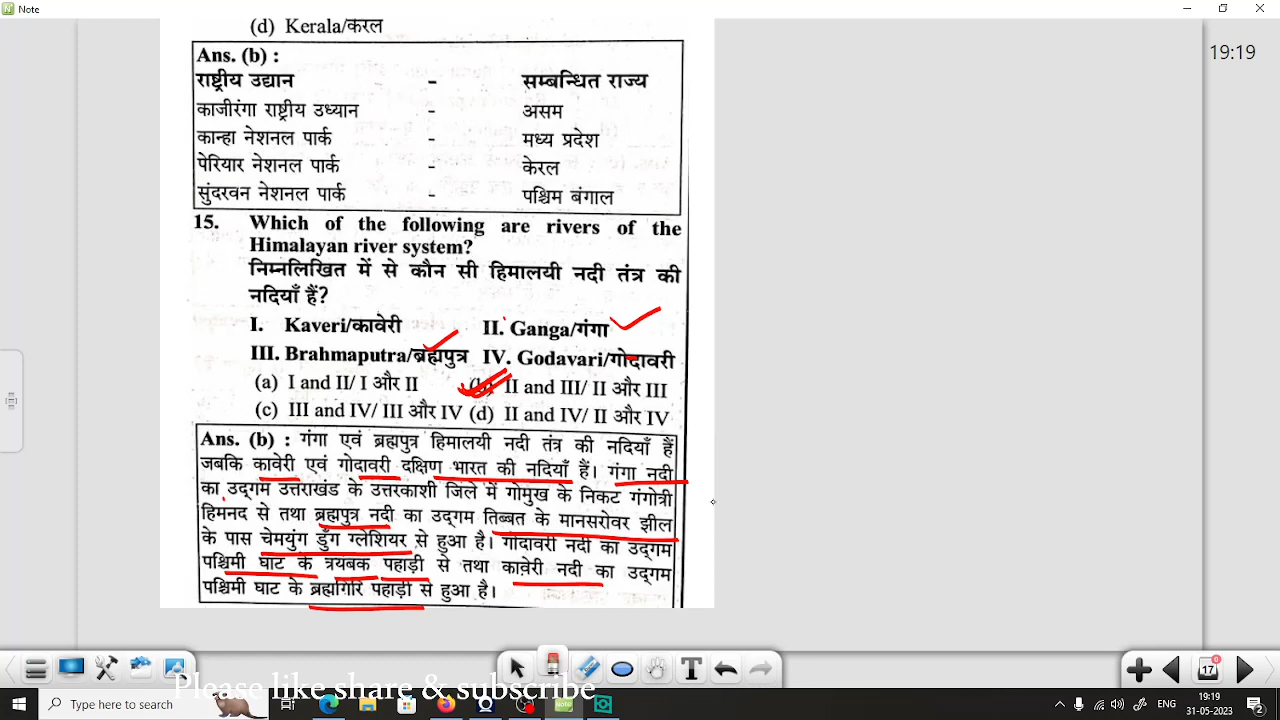 Note
19:19
(d) Kerala/करल
Ans. (b) :
राष्ट्रीय उद्यान - सम्बन्धित राज्य
काजीरंगा राष्ट्रीय उध्यान - असम
कान्हा नेशनल पार्क - मध्य प्रदेश
पेरियार नेशनल पार्क - केरल
सुंदरवन नेशनल पार्क - पश्चिम बंगाल
15. Which of the following are rivers of the
Himalayan river system?
निम्नलिखित में से कौन सी हिमालयी नदी तंत्र की
नदियाँ हैं?
I. Kaveri/कावेरी II. Ganga/गंगा
III. Brahmaputra/ब्रह्मपुत्र IV. Godavari/गोदावरी
(a) I and II/ I और II (b) II and III/ II और III
(c) III and IV/ III और IV (d) II and IV/ II और IV
Ans. (b) : गंगा एवं ब्रह्मपुत्र हिमालयी नदी तंत्र की नदियाँ हैं
जबकि कावेरी एवं गोदावरी दक्षिण भारत की नदियाँ हैं। गंगा नदी
का उद्गम उत्तराखंड के उत्तरकाशी जिले में गोमुख के निकट गंगोत्री
हिमनद से तथा ब्रह्मपुत्र नदी का उद्गम तिब्बत के मानसरोवर झील
के पास चेमयुंग डुँग ग्लेशियर से हुआ है। गोदावरी नदी का उद्गम
पश्चिमी घाट के त्रयबक पहाड़ी से तथा कावेरी नदी का उद्गम
पश्चिमी घाट के ब्रह्मगिरि पहाड़ी से हुआ है।
17
Please like share & subscribe
Type here to search
ENG
19:19
31-05-2023